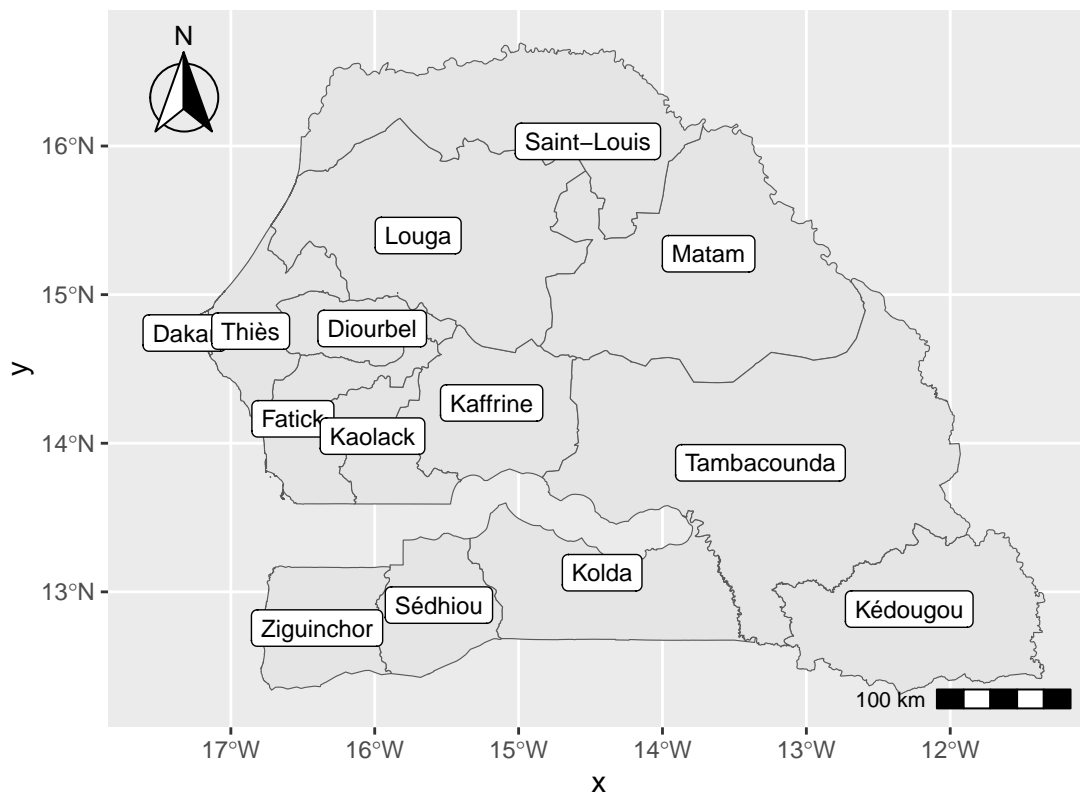 N
16°N
15°N
14°N
13°N
y
Saint−Louis
Louga
Matam
Dakar
Thiès
Diourbel
Kaffrine
Fatick
Kaolack
Tambacounda
Kolda
Sédhiou
Kédougou
Ziguinchor
100 km
17°W
16°W
15°W
14°W
13°W
12°W
x